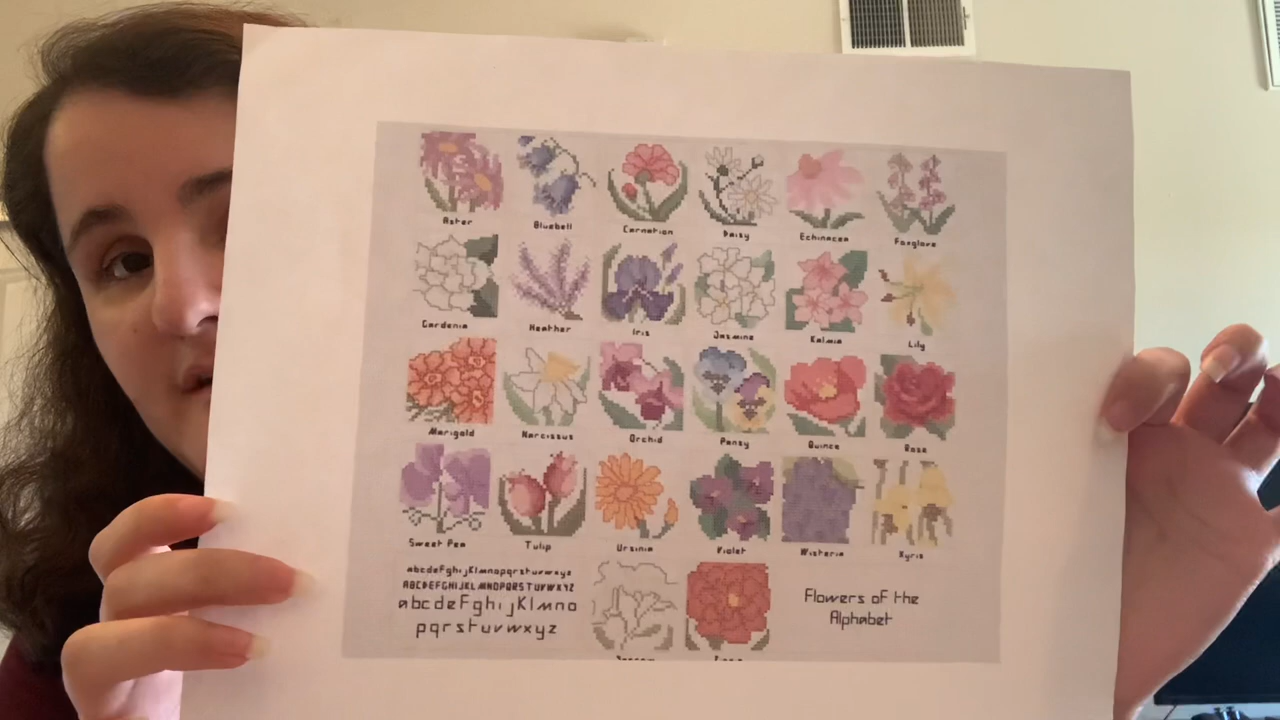 Aster Bluebell Carnation Daisy Echinacea Foxglove
Gardenia Heather Iris Jasmine Kalmia Lily
Marigold Narcissus Orchid Pansy Quince Rose
Sweet Pea Tulip Ursinia Violet Wisteria Xyris
abcdefghijklmnopqrstuvwxyz
ABCDEFGHIJKLMNOPQRSTUVWXYZ
abcdefghijklmno
pqrstuvwxyz
Flowers of the
Alphabet